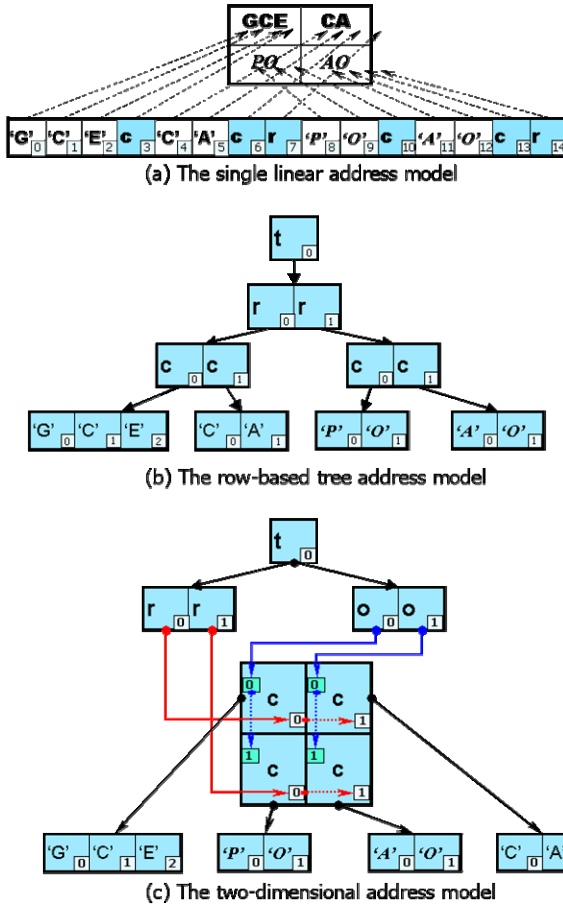 GCE CA
PO AO
'G' 0 'C' 1 'E' 2 c 3 'C' 4 'A' 5 c 6 r 7 'P' 8 'O' 9 c 10 'A' 11 'O' 12 c 13 r 14
(a) The single linear address model
t 0
r 0 r 1
c 0 c 1 c 0 c 1
'G' 0 'C' 1 'E' 2 'C' 0 'A' 1 'P' 0 'O' 1 'A' 0 'O' 1
(b) The row-based tree address model
t 0
r 0 r 1 o 0 o 1
0 c 0 0 c 1
1 c 0 1 c 1
'G' 0 'C' 1 'E' 2 'P' 0 'O' 1 'A' 0 'O' 1 'C' 0 'A'
(c) The two-dimensional address model